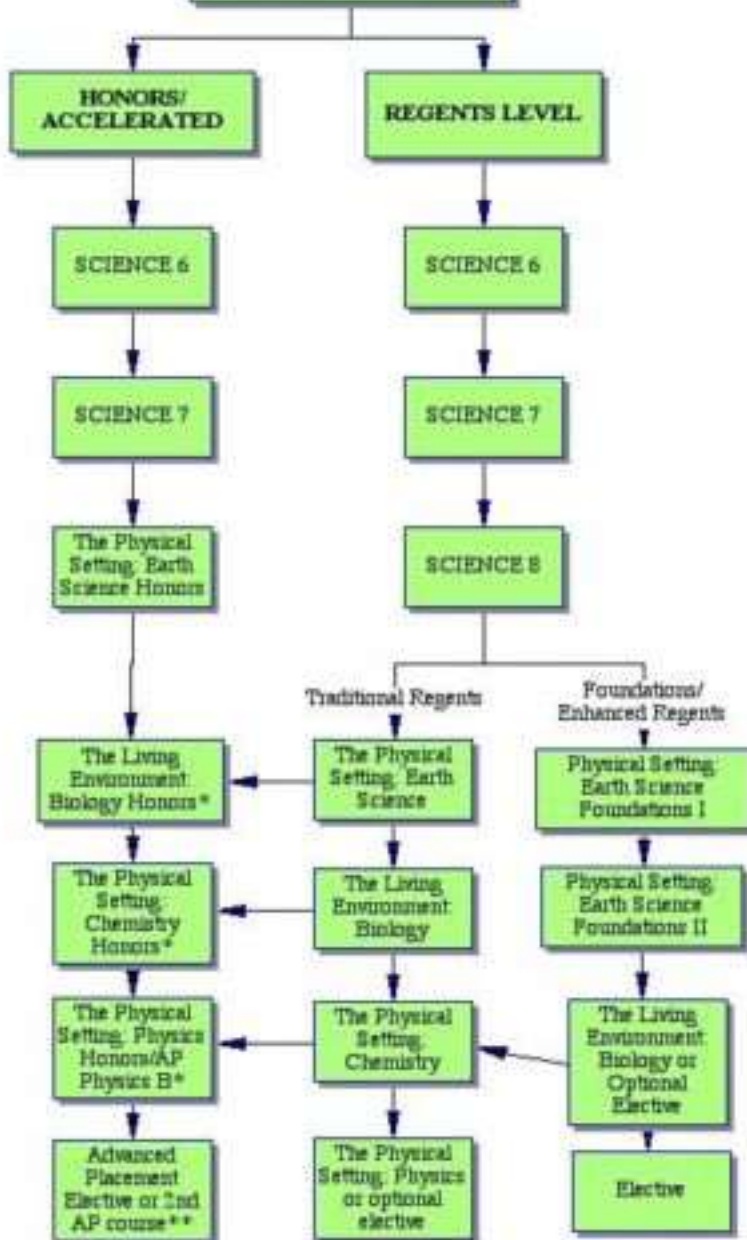 HONORS/
ACCELERATED
REGENTS LEVEL
SCIENCE 6
SCIENCE 6
SCIENCE 7
SCIENCE 7
The Physical
Setting: Earth
Science Honors
SCIENCE 8
Traditional Regents
Foundations/
Enhanced Regents
The Living
Environment
Biology Honors*
The Physical
Setting: Earth
Science
Physical Setting:
Earth Science
Foundations I
The Physical
Setting:
Chemistry
Honors*
The Living
Environment:
Biology
Physical Setting:
Earth Science
Foundations II
The Physical
Setting: Physics
Honors/AP
Physics B*
The Physical
Setting:
Chemistry
The Living
Environment
Biology or
Optional
Elective
Advanced
Placement
Elective or 2nd
AP course**
The Physical
Setting: Physics
or optional
elective
Elective